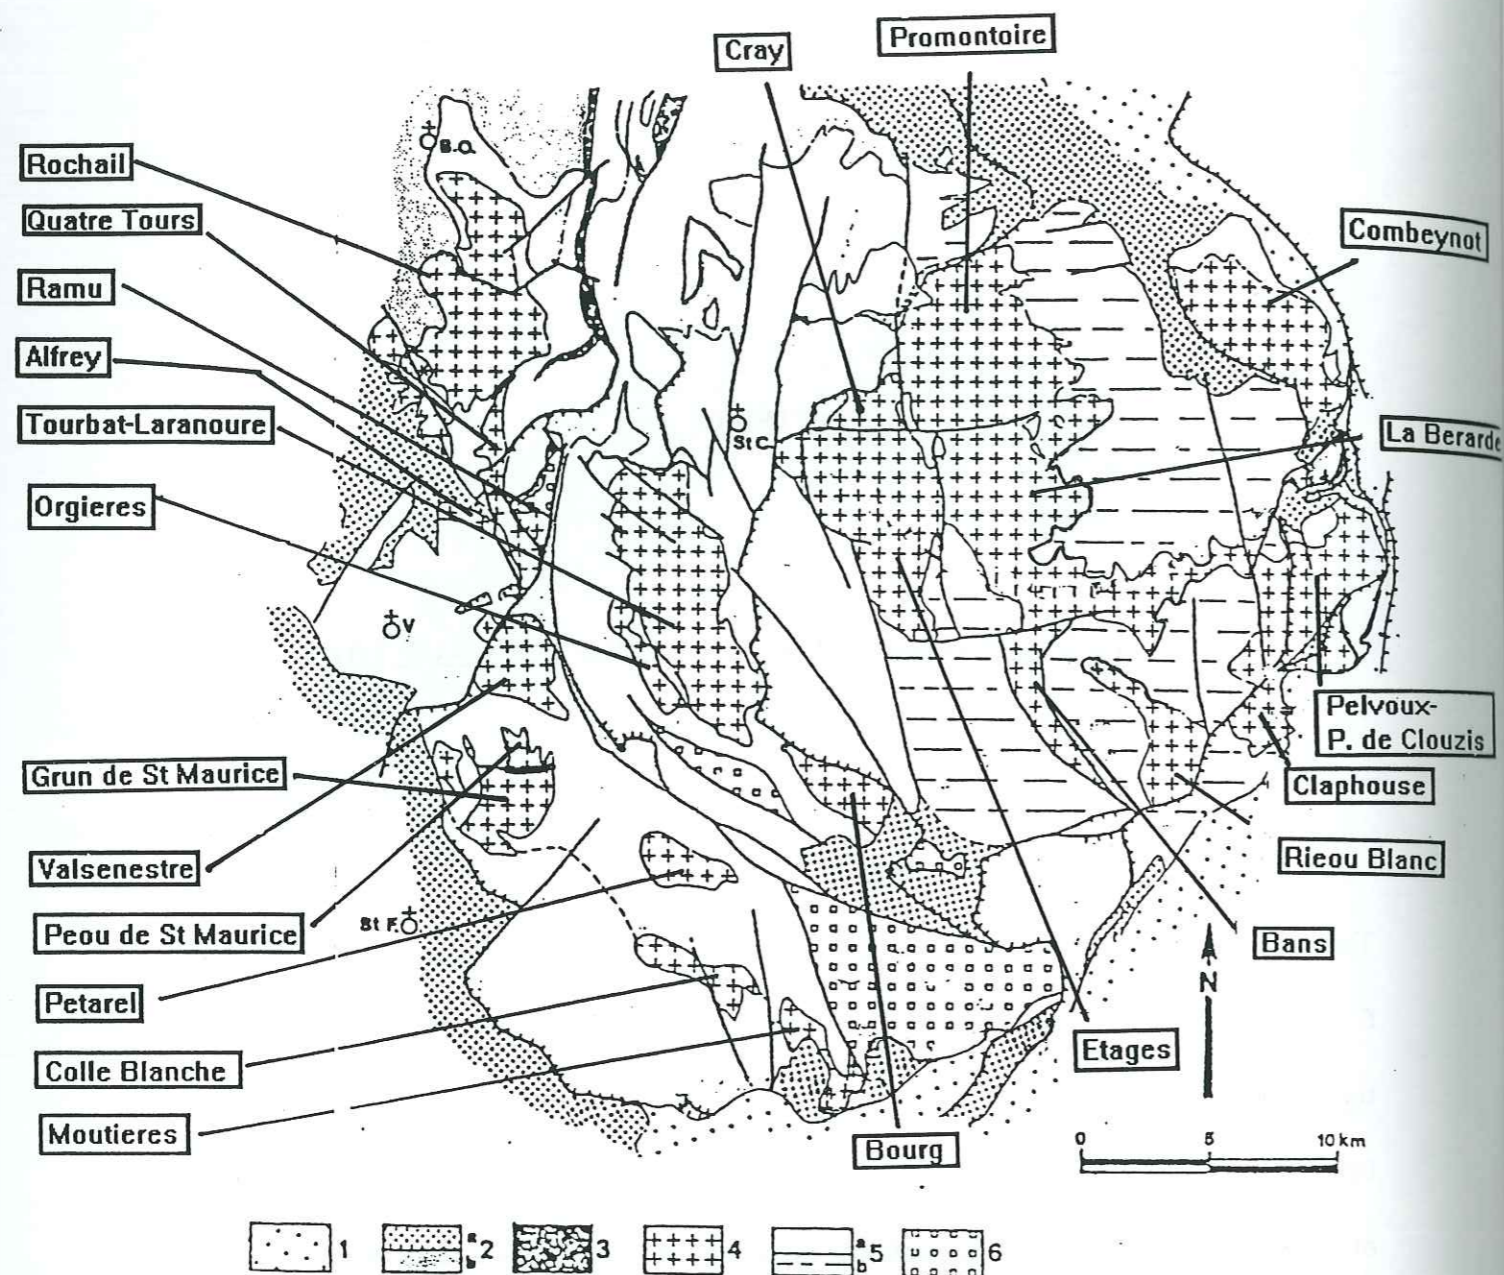 Cray
Promontoire
Rochail
Quatre Tours
Ramu
Alfrey
Tourbat-Laranoure
Orgieres
Grun de St Maurice
Valsenestre
Peou de St Maurice
Petarel
Colle Blanche
Moutieres
B.O.
St C.
V
St F.
Combeynot
La Berarde
Pelvoux-
P. de Clouzis
Claphouse
Rieou Blanc
Bans
Etages
Bourg
N
0 5 10 km
1 a b 2 3 4 a b 5 6